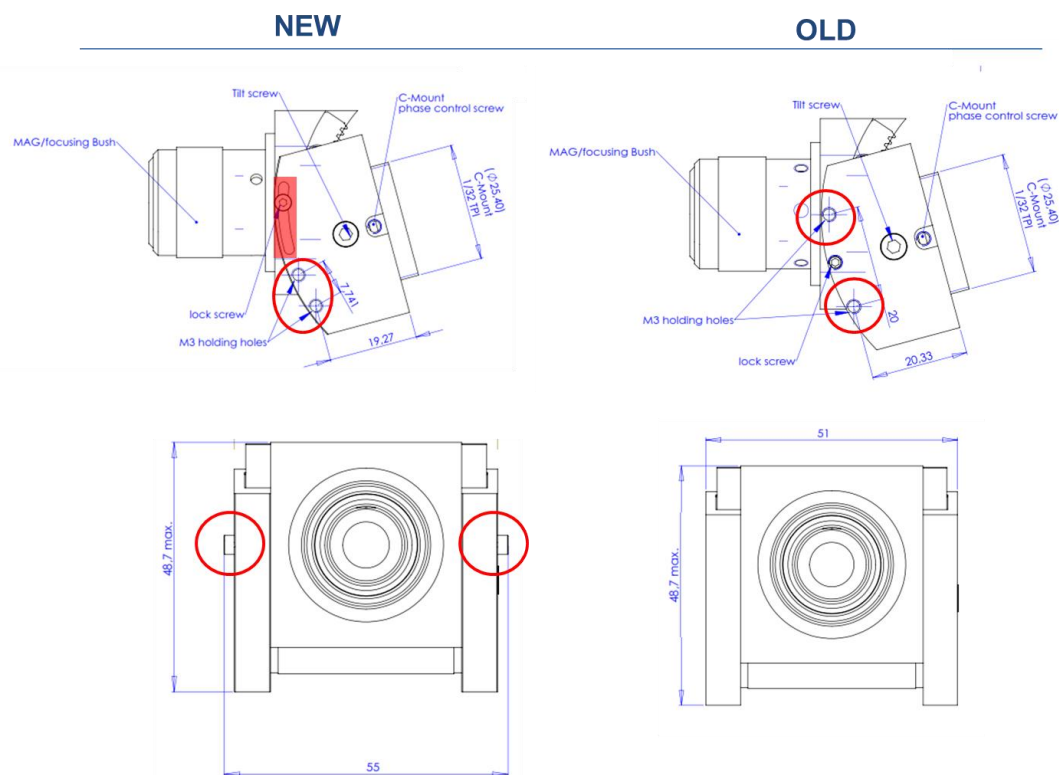 NEW
OLD
Tilt screw
C-Mount
phase control screw
MAG/focusing Bush
(∅25.40)
C-Mount
1/32 TPI
7,741
lock screw
M3 holding holes
19,27
Tilt screw
C-Mount
phase control screw
MAG/focusing Bush
(∅25.40)
C-Mount
1/32 TPI
M3 holding holes
20
lock screw
20,33
48,7 max.
55
51
48,7 max.